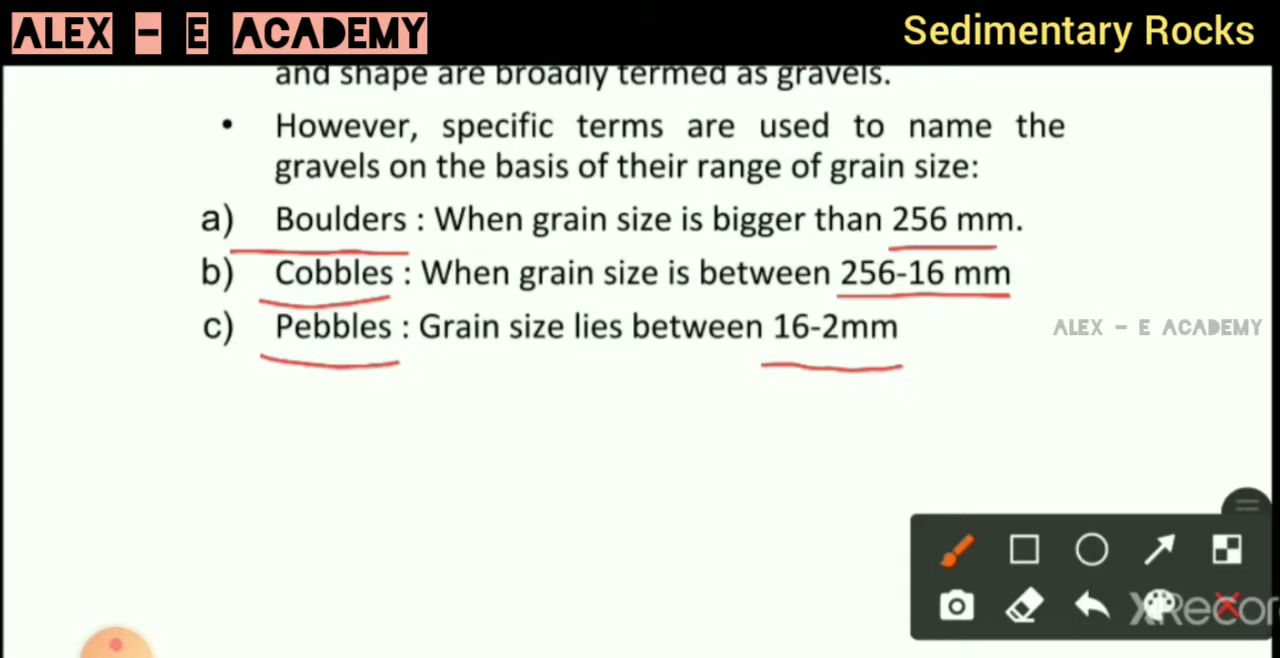 ALEX - E ACADEMY
Sedimentary Rocks
and shape are broadly termed as gravels.
• However, specific terms are used to name the
gravels on the basis of their range of grain size:
a) Boulders : When grain size is bigger than 256 mm.
b) Cobbles : When grain size is between 256-16 mm
c) Pebbles : Grain size lies between 16-2mm
ALEX - E ACADEMY
XRecor